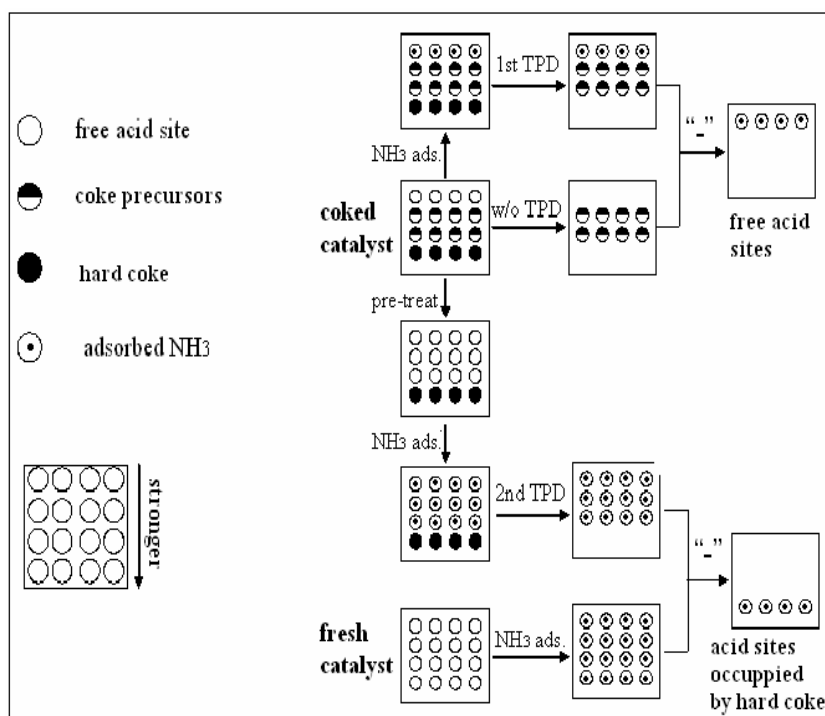 free acid site
coke precursors
hard coke
adsorbed NH3
stronger
1st TPD
NH3 ads.
coked
catalyst
w/o TPD
“-”
free acid
sites
pre-treat
NH3 ads.
2nd TPD
“-”
fresh
catalyst
NH3 ads.
acid sites
occuppied
by hard coke